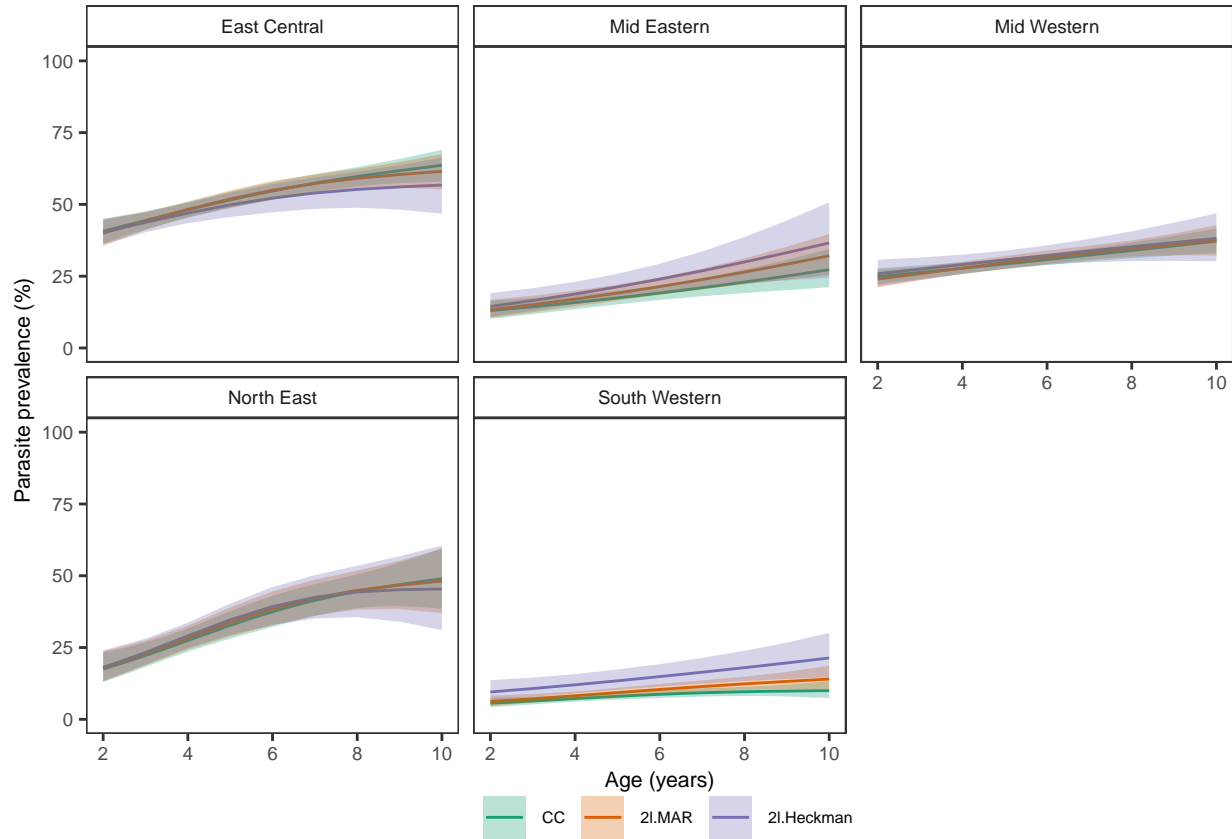 East Central
Mid Eastern
Mid Western
100
75
50
25
0
2 4 6 8 10
North East
South Western
100
75
50
25
0
2 4 6 8 10
2 4 6 8 10
Parasite prevalence (%)
Age (years)
CC 2l.MAR 2l.Heckman